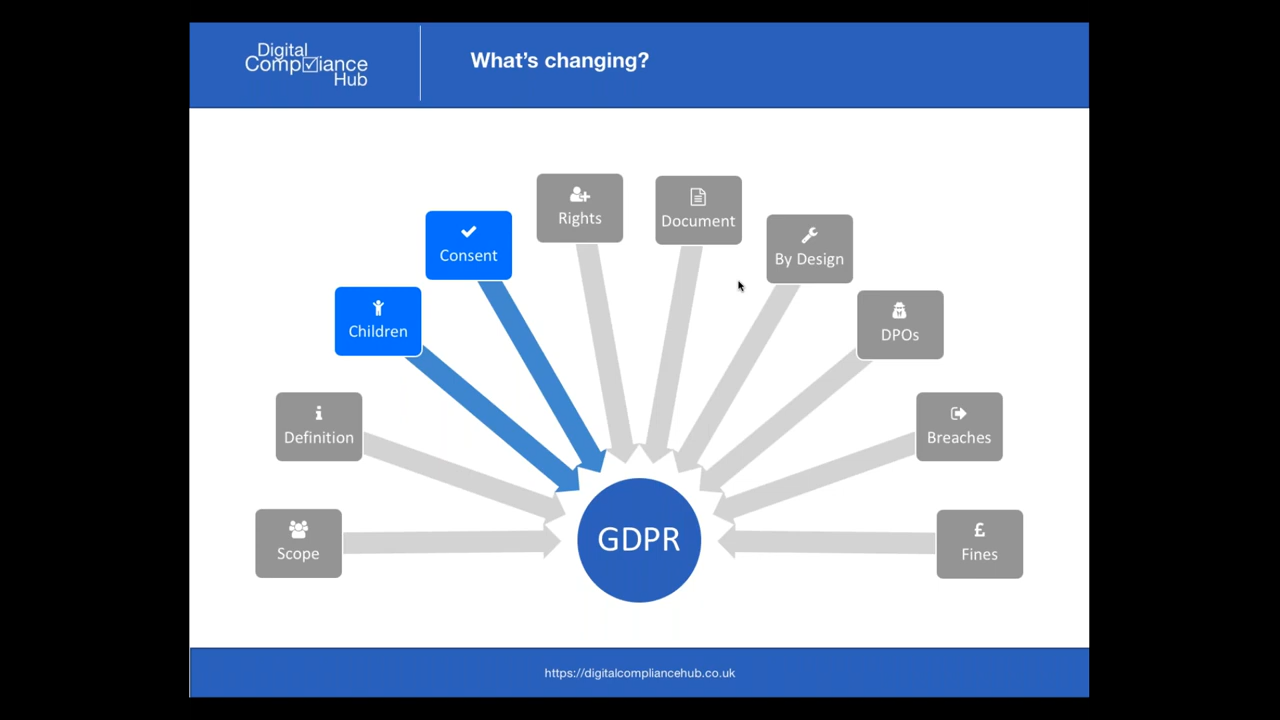 Digital
Compliance
Hub
What's changing?
Rights
Document
Consent
By Design
Children
DPOs
Definition
Breaches
Scope
GDPR
£
Fines
https://digitalcompliancehub.co.uk